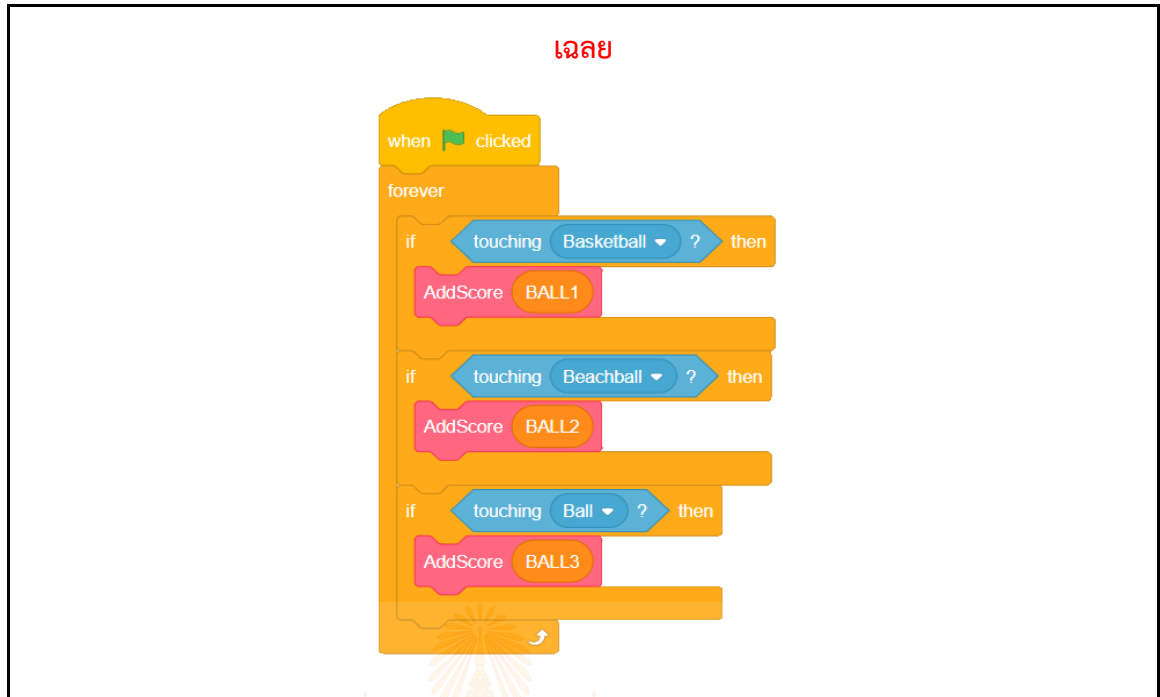 เฉลย
when clicked
forever
if touching Basketball ? then
AddScore BALL1
if touching Beachball ? then
AddScore BALL2
if touching Ball ? then
AddScore BALL3